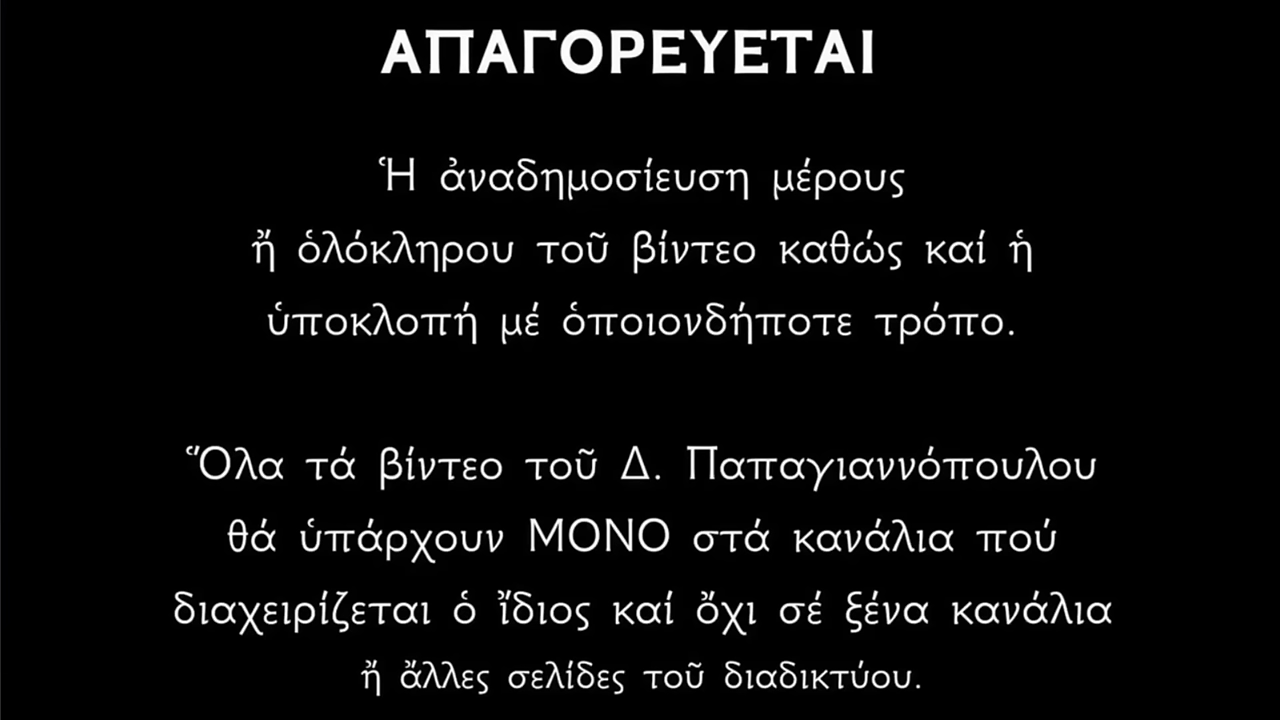 ΑΠΑΓΟΡΕΥΕΤΑΙ
Ἡ ἀναδημοσίευση μέρους
ἤ ὁλόκληρου τοῦ βίντεο καθώς καί ἡ
ὑποκλοπή μέ ὁποιονδήποτε τρόπο.
Ὅλα τά βίντεο τοῦ Δ. Παπαγιαννόπουλου
θά ὑπάρχουν ΜΟΝΟ στά κανάλια πού
διαχειρίζεται ὁ ἴδιος καί ὄχι σέ ξένα κανάλια
ἤ ἄλλες σελίδες τοῦ διαδικτύου.